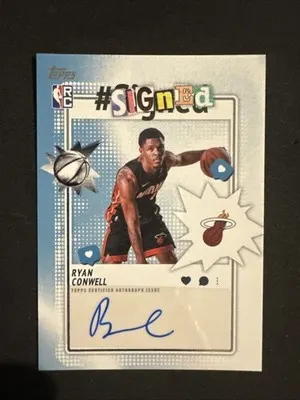 Topps
RC
#SIGNED
RYAN
CONWELL
TOPPS CERTIFIED AUTOGRAPH ISSUE